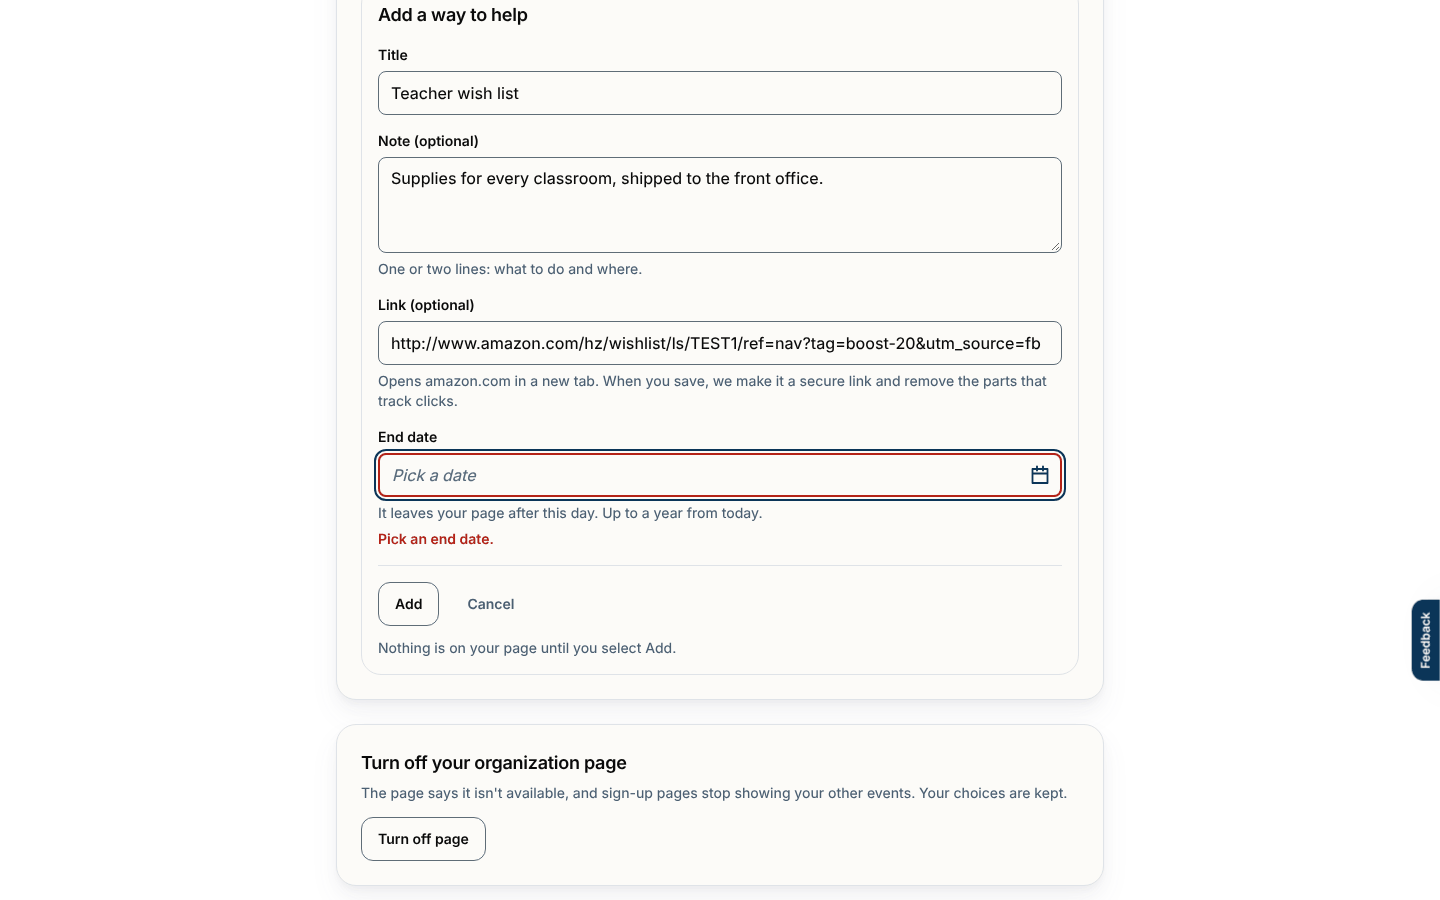 Add a way to help
Title
Teacher wish list
Note (optional)
Supplies for every classroom, shipped to the front office.
One or two lines: what to do and where.
Link (optional)
http://www.amazon.com/hz/wishlist/ls/TEST1/ref=nav?tag=boost-20&utm_source=fb
Opens amazon.com in a new tab. When you save, we make it a secure link and remove the parts that
track clicks.
End date
Pick a date
It leaves your page after this day. Up to a year from today.
Pick an end date.
Add
Cancel
Nothing is on your page until you select Add.
Feedback
Turn off your organization page
The page says it isn't available, and sign-up pages stop showing your other events. Your choices are kept.
Turn off page